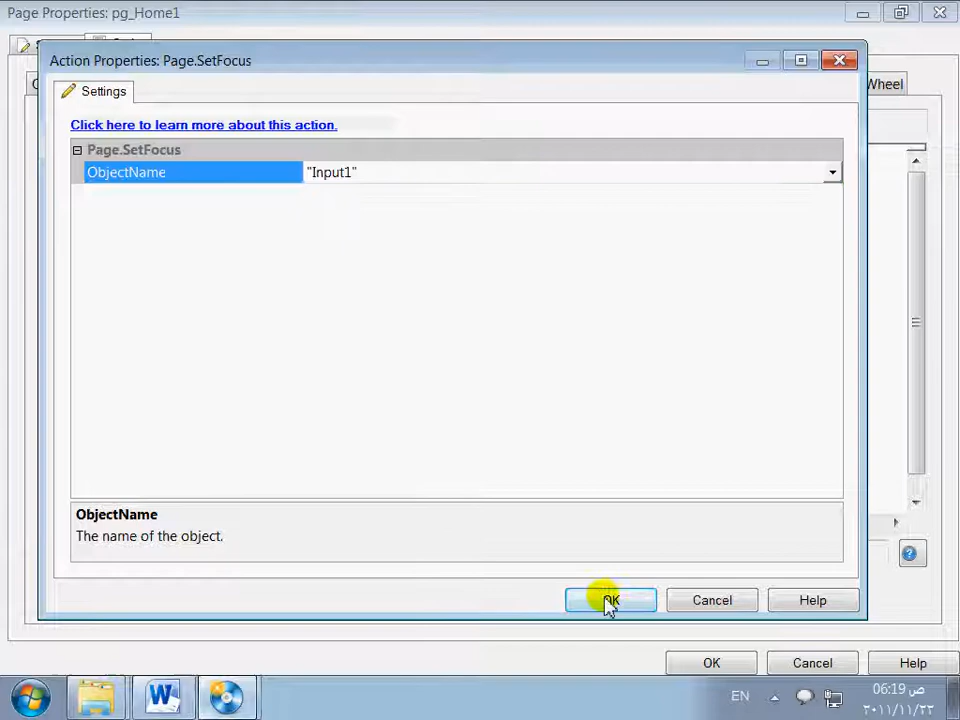 Page Properties: pg_Home1
Action Properties: Page.SetFocus
Settings
Wheel
Click here to learn more about this action.
Page.SetFocus
ObjectName "Input1"
ObjectName
The name of the object.
OK Cancel Help
OK Cancel Help
EN
06:19 ص
٢٠١١/١١/٢٢